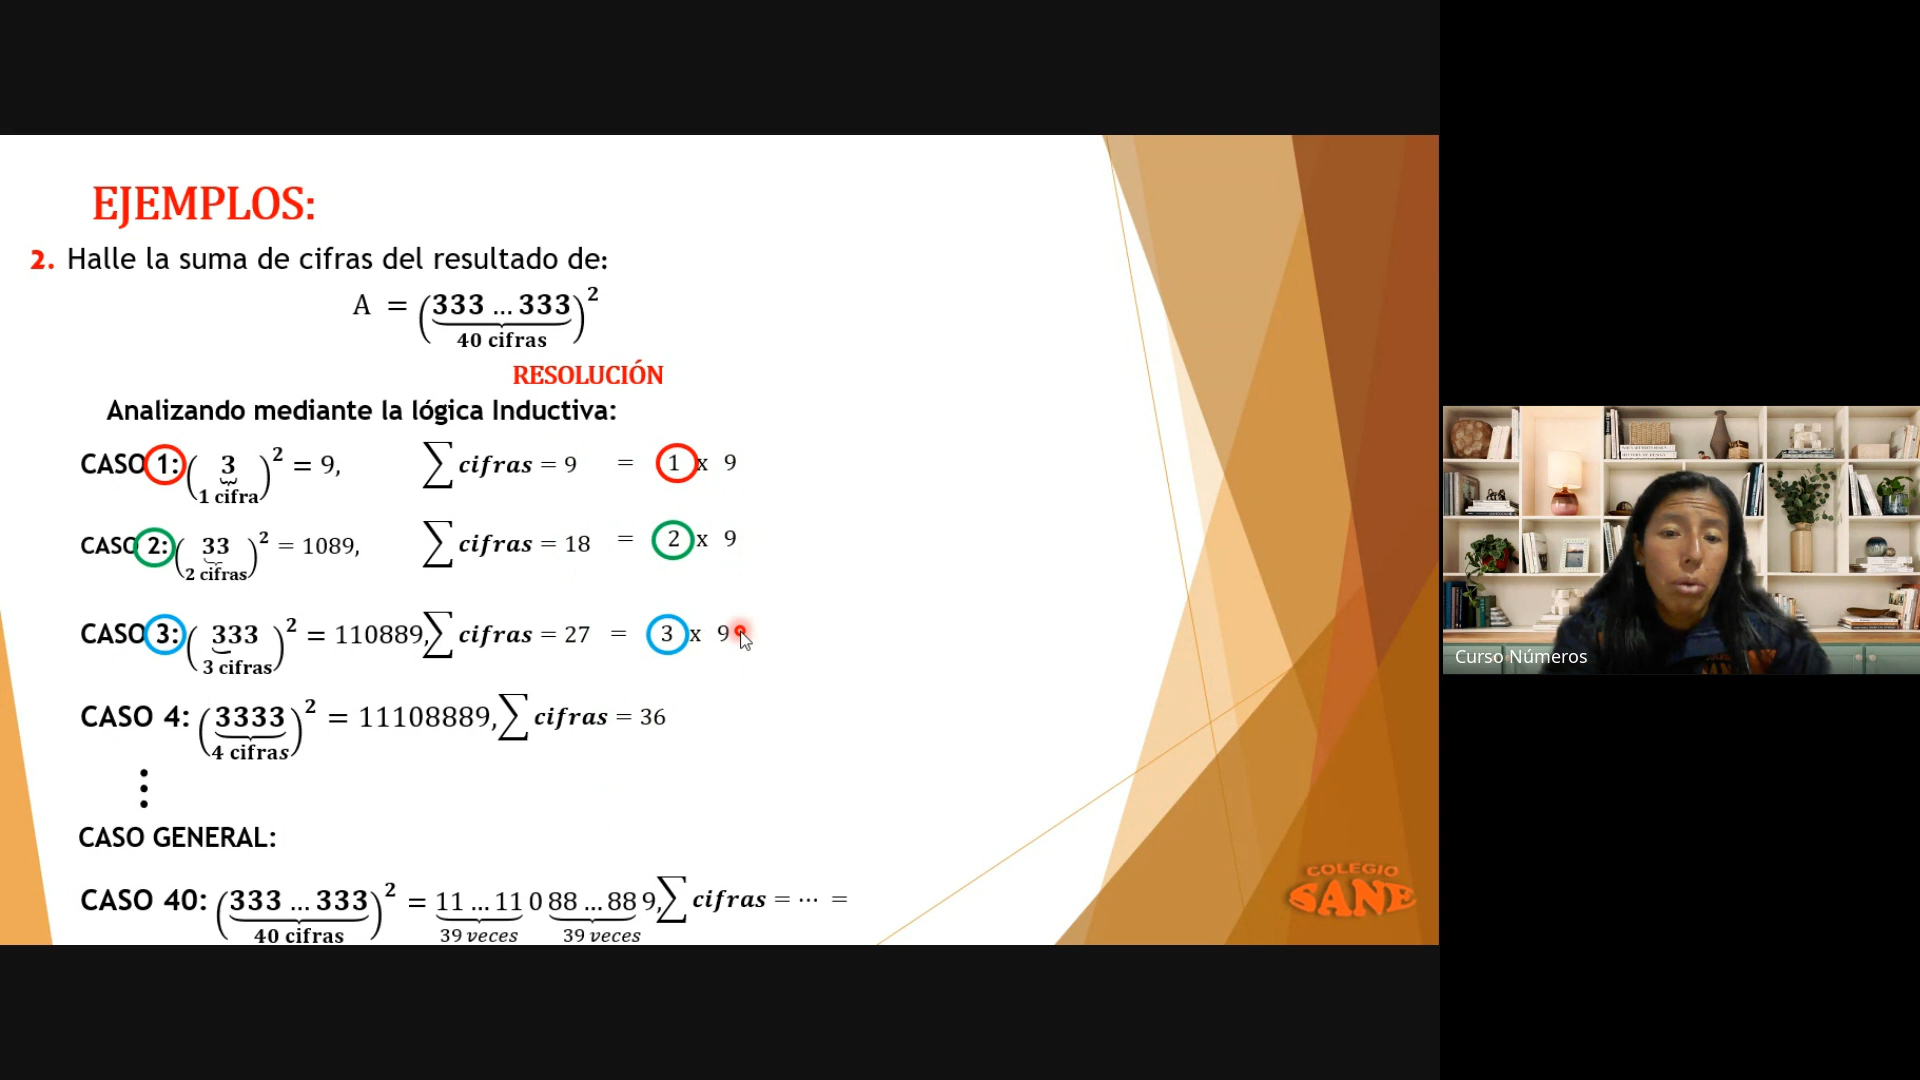 EJEMPLOS:
2. Halle la suma de cifras del resultado de:
A = (333 ... 333)²
40 cifras
RESOLUCIÓN
Analizando mediante la lógica Inductiva:
CASO 1: (3)² = 9, ∑ cifras = 9 = 1 x 9
1 cifra
CASO 2: (33)² = 1089, ∑ cifras = 18 = 2 x 9
2 cifras
CASO 3: (333)² = 110889, ∑ cifras = 27 = 3 x 9
3 cifras
CASO 4: (3333)² = 11108889, ∑ cifras = 36
4 cifras
⋮
CASO GENERAL:
CASO 40: (333 ... 333)² = 11 ... 11 0 88 ... 88 9, ∑ cifras = ⋯ =
40 cifras 39 veces 39 veces
COLEGIO
SANE
Curso Números